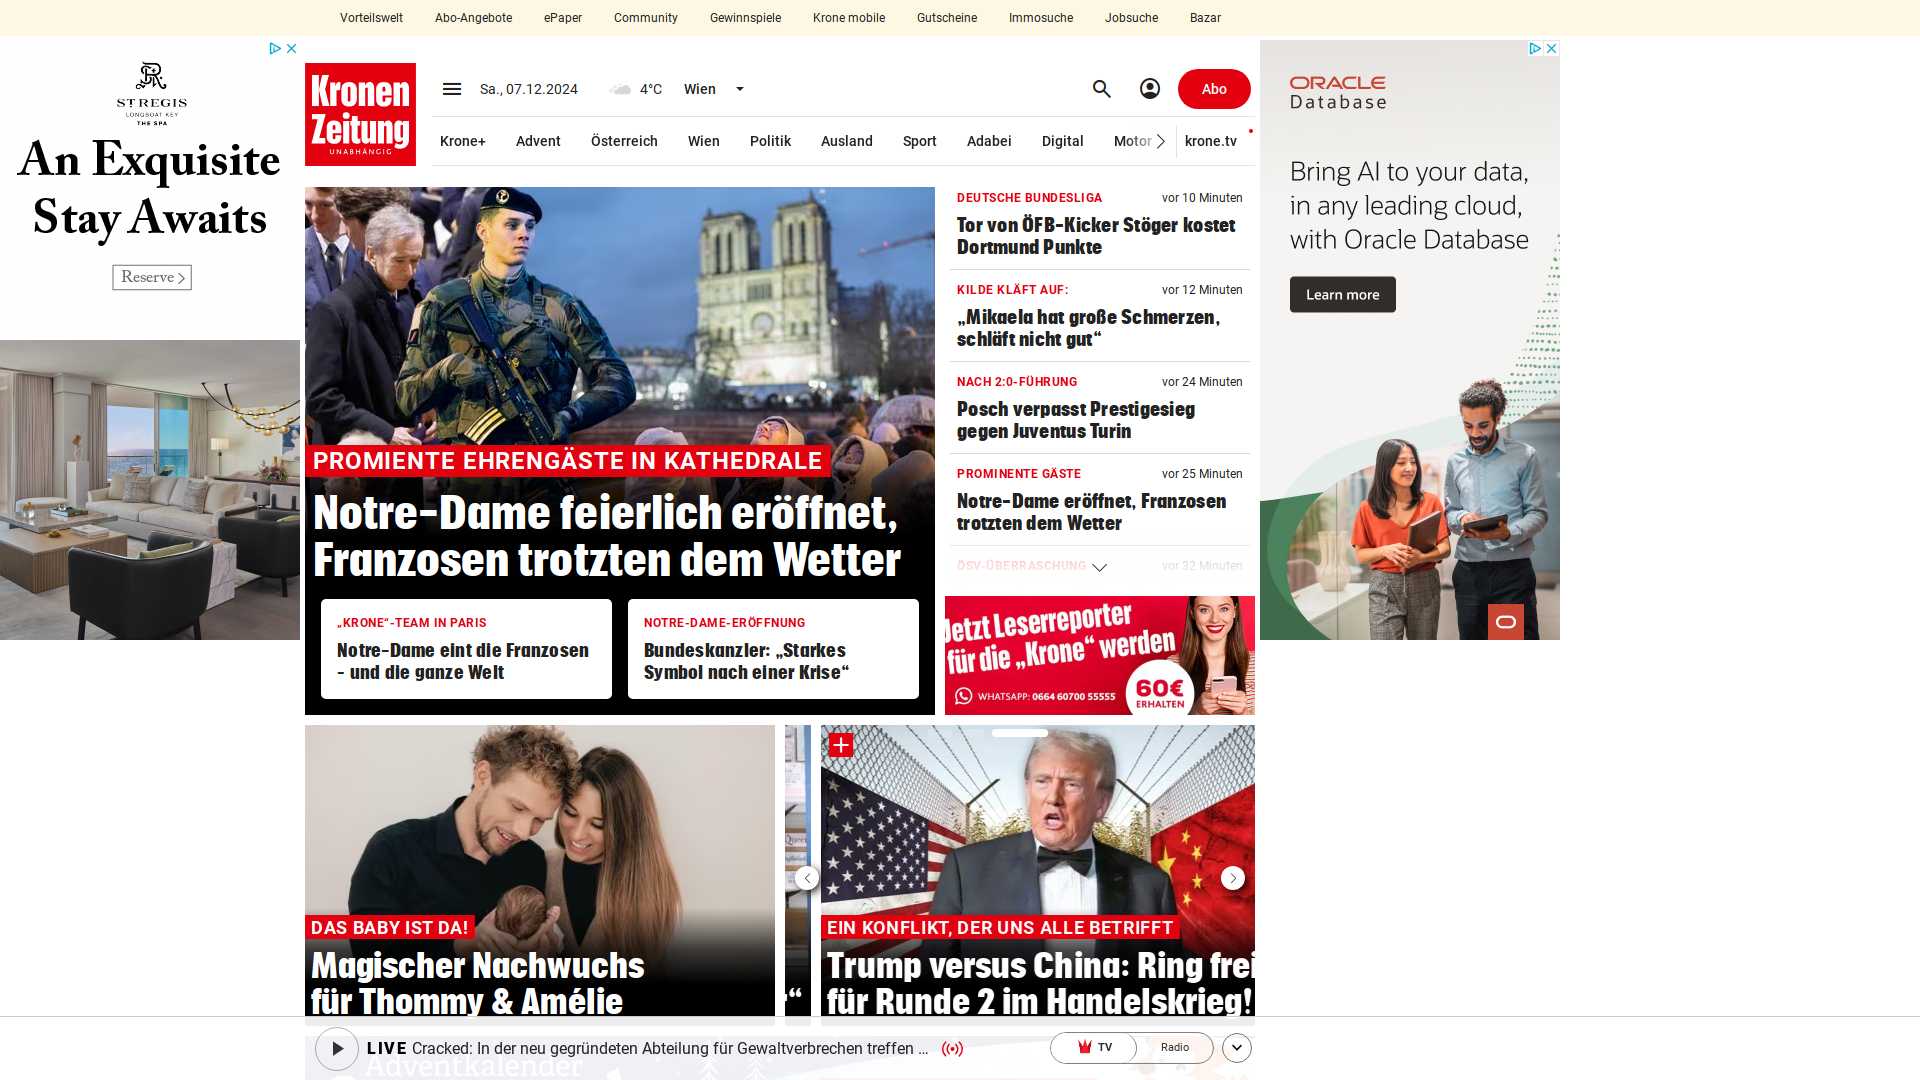 Vorteilswelt
Abo-Angebote
ePaper
Community
Gewinnspiele
Krone mobile
Gutscheine
Immosuche
Jobsuche
Bazar
ST REGIS
LONGBOAT KEY
THE SPA
An Exquisite
Stay Awaits
Reserve
Kronen
Zeitung
UNABHÄNGIG
Sa., 07.12.2024
4°C
Wien
Abo
Krone+
Advent
Österreich
Wien
Politik
Ausland
Sport
Adabei
Digital
Motor
krone.tv
PROMIENTE EHRENGÄSTE IN KATHEDRALE
Notre-Dame feierlich eröffnet,
Franzosen trotzten dem Wetter
„KRONE“-TEAM IN PARIS
Notre-Dame eint die Franzosen
- und die ganze Welt
NOTRE-DAME-ERÖFFNUNG
Bundeskanzler: „Starkes
Symbol nach einer Krise“
DEUTSCHE BUNDESLIGA
vor 10 Minuten
Tor von ÖFB-Kicker Stöger kostet
Dortmund Punkte
KILDE KLÄFT AUF:
vor 12 Minuten
„Mikaela hat große Schmerzen,
schläft nicht gut“
NACH 2:0-FÜHRUNG
vor 24 Minuten
Posch verpasst Prestigesieg
gegen Juventus Turin
PROMINENTE GÄSTE
vor 25 Minuten
Notre-Dame eröffnet, Franzosen
trotzten dem Wetter
ÖSV-ÜBERRASCHUNG
vor 32 Minuten
Jetzt Leserreporter
für die „Krone“ werden
WHATSAPP: 0664 60700 55555
60€
ERHALTEN
ORACLE
Database
Bring AI to your data,
in any leading cloud,
with Oracle Database
Learn more
DAS BABY IST DA!
Magischer Nachwuchs
für Thommy & Amélie
EIN KONFLIKT, DER UNS ALLE BETRIFFT
Trump versus China: Ring frei
für Runde 2 im Handelskrieg!
LIVE Cracked: In der neu gegründeten Abteilung für Gewaltverbrechen treffen ...
TV
Radio
Adventkalender